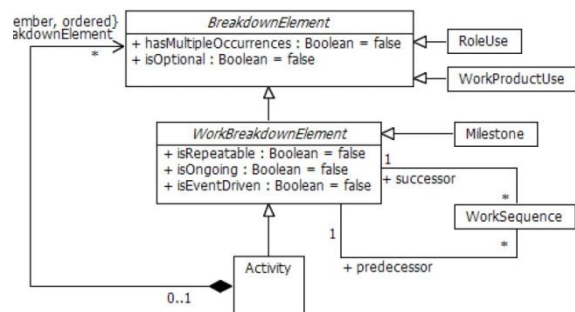 ember, ordered}
akdownElement
*
BreakdownElement
+ hasMultipleOccurrences : Boolean = false
+ isOptional : Boolean = false
RoleUse
WorkProductUse
WorkBreakdownElement
+ isRepeatable : Boolean = false
+ isOngoing : Boolean = false
+ isEventDriven : Boolean = false
Milestone
1
+ successor
*
WorkSequence
*
1
+ predecessor
Activity
0..1